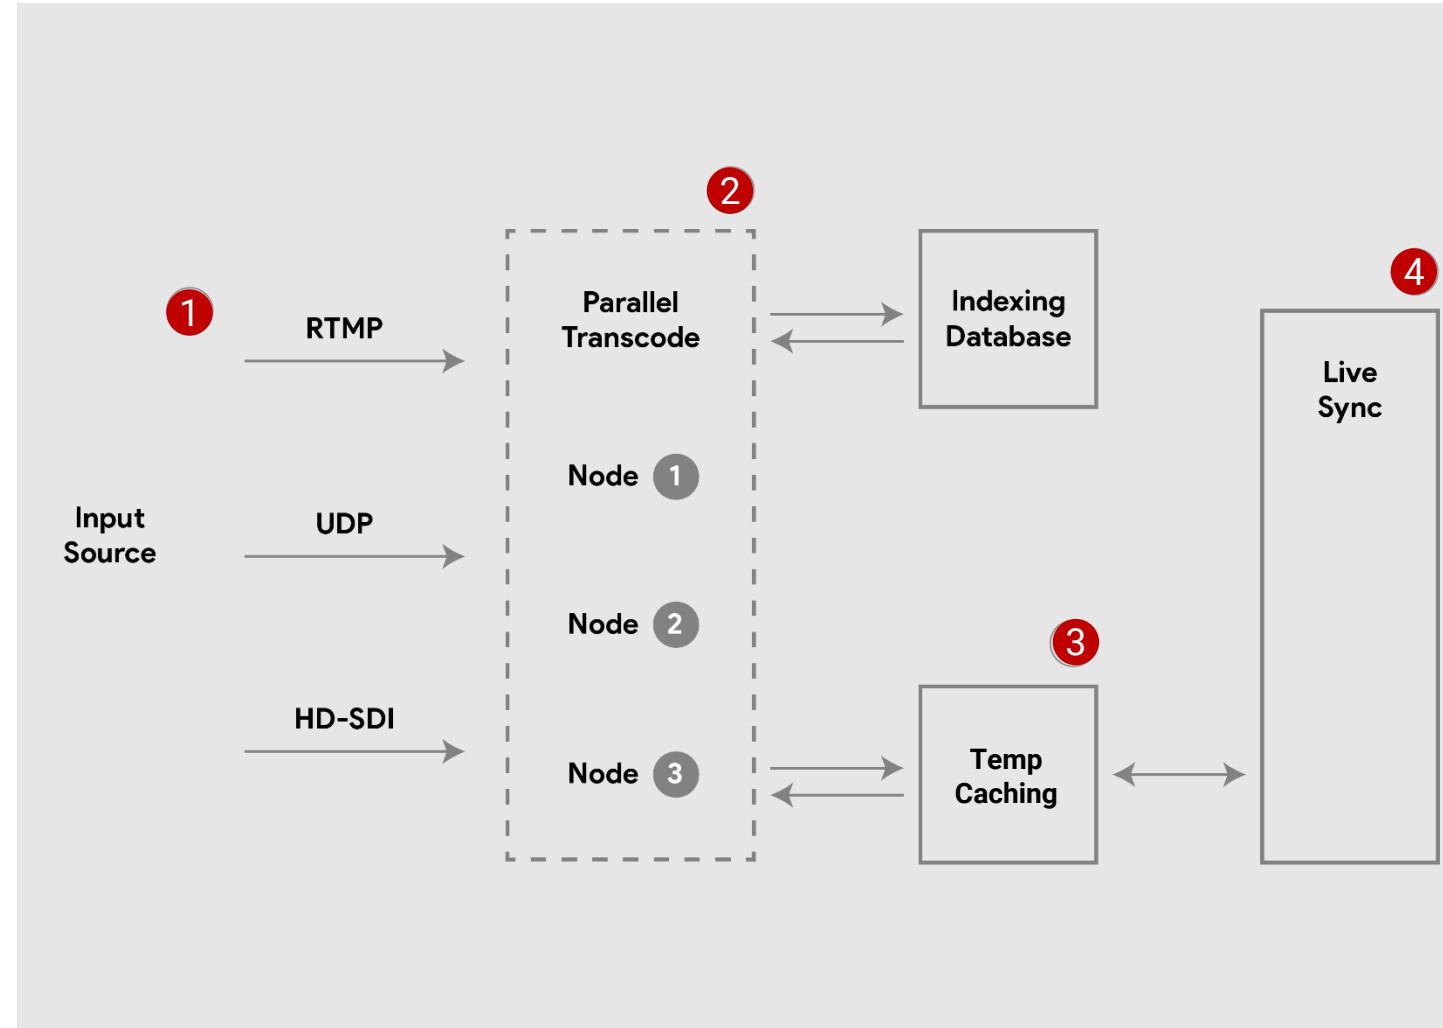 1
RTMP
Input
Source
UDP
HD-SDI
2
Parallel
Transcode
Node 1
Node 2
Node 3
Indexing
Database
3
Temp
Caching
4
Live
Sync